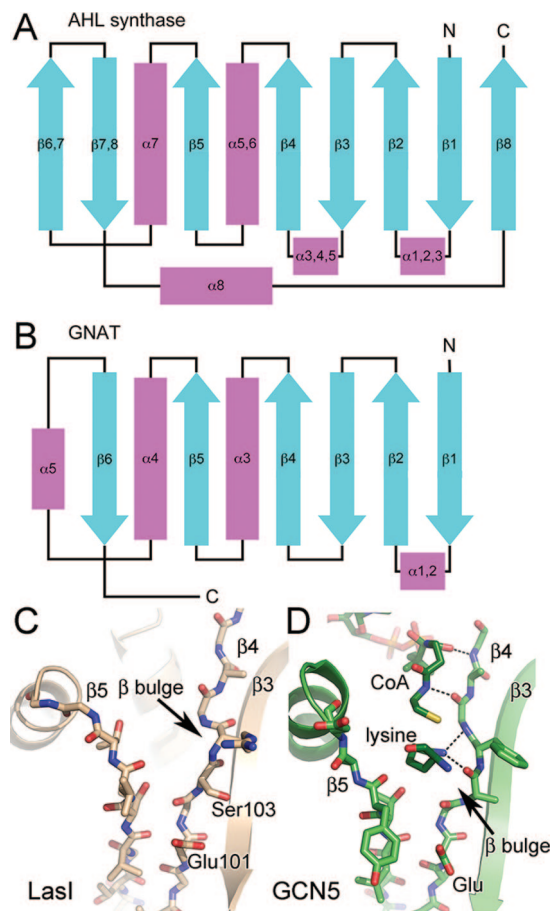 A
AHL synthase
N
C
β6,7
β7,8
α7
β5
α5,6
β4
β3
β2
β1
β8
α3,4,5
α1,2,3
α8
B
GNAT
N
α5
β6
α4
β5
α3
β4
β3
β2
β1
α1,2
C
C
β4
β3
β5
β bulge
Ser103
Glu101
LasI
D
β4
CoA
β3
lysine
β5
β bulge
Glu
GCN5